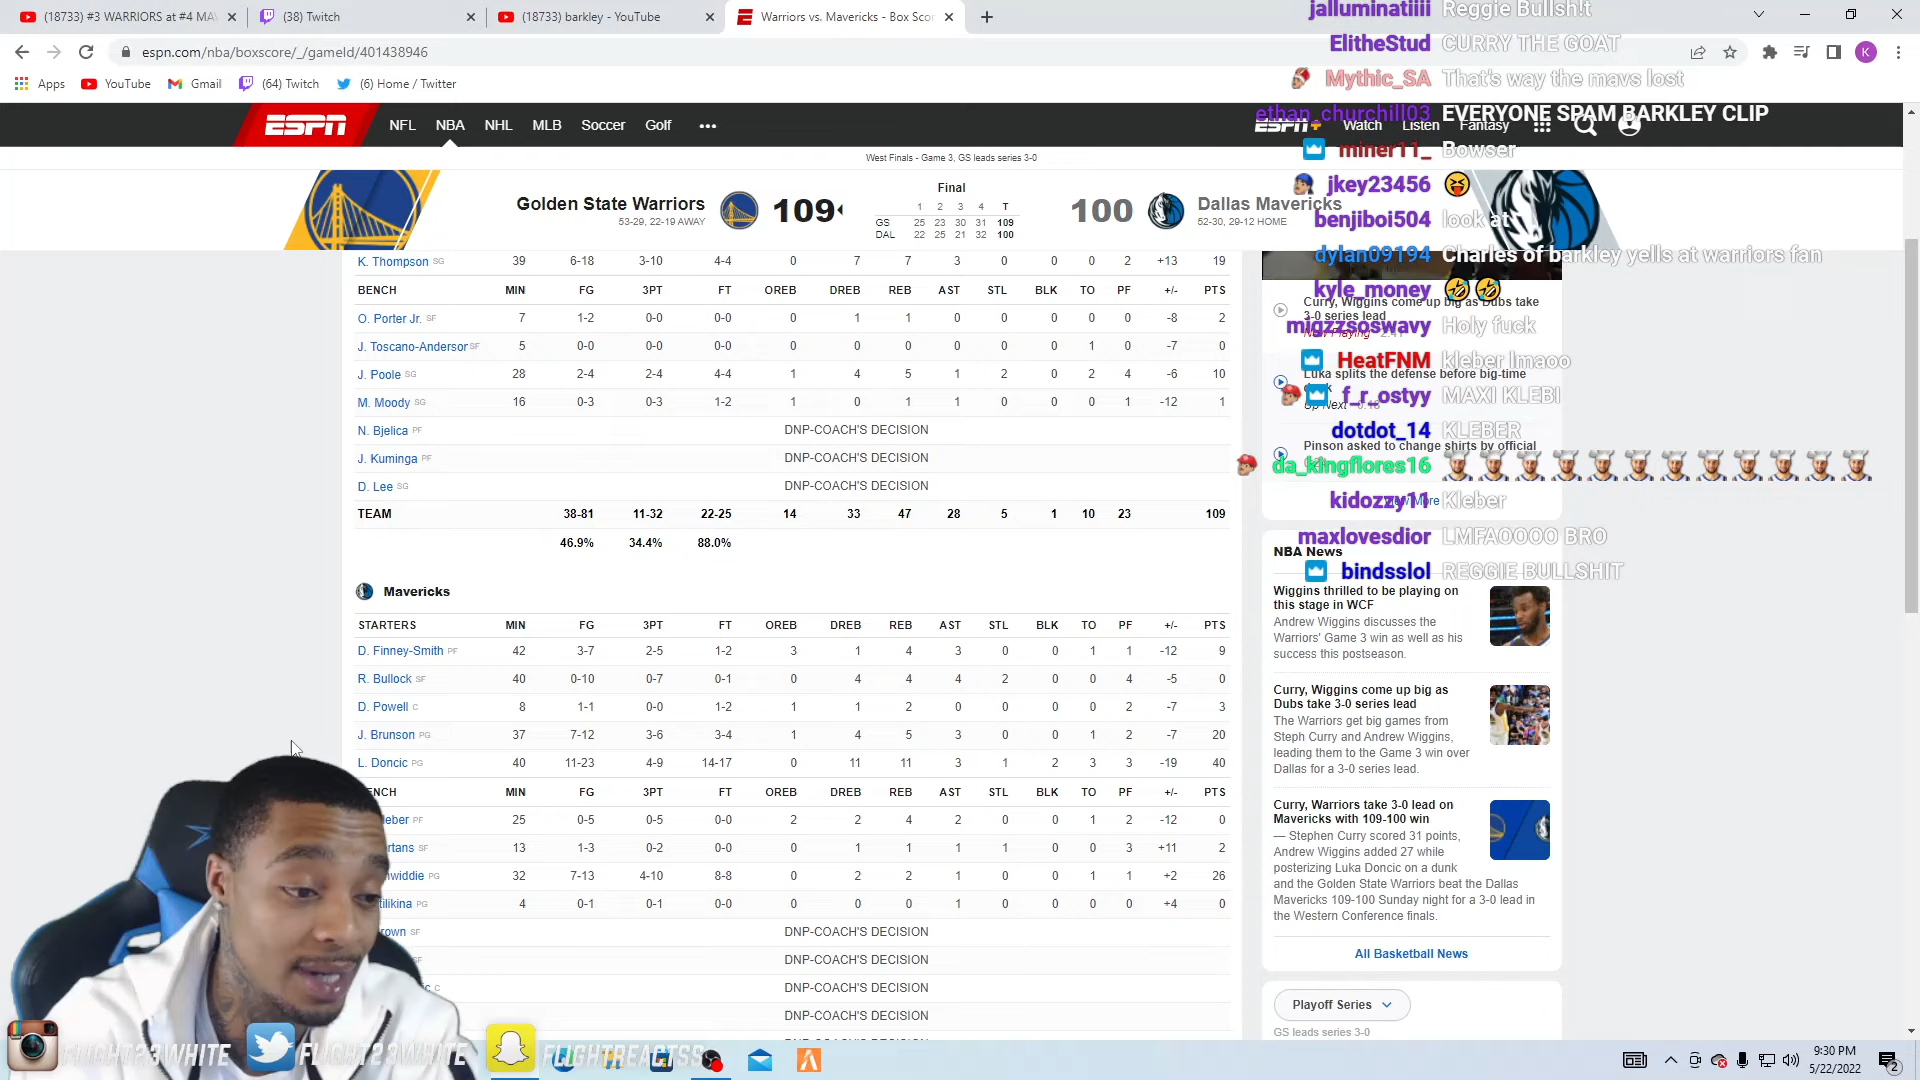 (18733) #3 WARRIORS at #4 MAV
(38) Twitch
(18733) barkley - YouTube
Warriors vs. Mavericks - Box Scor
espn.com/nba/boxscore/_/gameId/401438946
K
Apps
YouTube
Gmail
(64) Twitch
(6) Home / Twitter
ESPN NFL NBA NHL MLB Soccer Golf
ESPN+ Watch Listen Fantasy
West Finals - Game 3, GS leads series 3-0
Golden State Warriors
53-29, 22-19 AWAY
109
Final
1 2 3 4 T
GS 25 23 30 31 109
DAL 22 25 21 32 100
100
Dallas Mavericks
52-30, 29-12 HOME
K. Thompson SG 39 6-18 3-10 4-4 0 7 7 3 0 0 0 2 +13 19
BENCH MIN FG 3PT FT OREB DREB REB AST STL BLK TO PF +/- PTS
O. Porter Jr. SF 7 1-2 0-0 0-0 0 1 1 0 0 0 0 0 -8 2
J. Toscano-Anderson SF 5 0-0 0-0 0-0 0 0 0 0 0 0 1 0 -7 0
J. Poole SG 28 2-4 2-4 4-4 1 4 5 1 2 0 2 4 -6 10
M. Moody SG 16 0-3 0-3 1-2 1 0 1 1 0 0 0 1 -12 1
N. Bjelica PF DNP-COACH'S DECISION
J. Kuminga PF DNP-COACH'S DECISION
D. Lee SG DNP-COACH'S DECISION
TEAM 38-81 11-32 22-25 14 33 47 28 5 1 10 23 109
46.9% 34.4% 88.0%
Mavericks
STARTERS MIN FG 3PT FT OREB DREB REB AST STL BLK TO PF +/- PTS
D. Finney-Smith PF 42 3-7 2-5 1-2 3 1 4 3 0 0 1 1 -12 9
R. Bullock SF 40 0-10 0-7 0-1 0 4 4 4 2 0 0 4 -5 0
D. Powell C 8 1-1 0-0 1-2 1 1 2 0 0 0 0 2 -7 3
J. Brunson PG 37 7-12 3-6 3-4 1 4 5 3 0 0 1 2 -7 20
L. Doncic PG 40 11-23 4-9 14-17 0 11 11 3 1 2 3 3 -19 40
ENCH MIN FG 3PT FT OREB DREB REB AST STL BLK TO PF +/- PTS
leber PF 25 0-5 0-5 0-0 2 2 4 2 0 0 1 2 -12 0
rtans SF 13 1-3 0-2 0-0 0 1 1 1 1 0 0 3 +11 2
nwiddie PG 32 7-13 4-10 8-8 0 2 2 1 0 0 1 1 +2 26
tilikina PG 4 0-1 0-1 0-0 0 0 0 1 0 0 0 0 +4 0
rown SF DNP-COACH'S DECISION
SF DNP-COACH'S DECISION
ic C DNP-COACH'S DECISION
DNP-COACH'S DECISION
jalluminatiiii Reggie Bullsh!t
ElitheStud CURRY THE GOAT
Mythic_SA That's way the mavs lost
ethan_churchill03 EVERYONE SPAM BARKLEY CLIP
miner11_ Bowser
jkey23456
benjiboi504 look at
dylan09194 Charles of barkley yells at warriors fan
kyle_money
migzzsoswavy Holy fuck
HeatFNM kleber lmaoo
f_r_ostyy MAXI KLEBI
dotdot_14 KLEBER
da_kingflores16
kidozzy11 Kleber
maxlovesdior LMFAOOOO BRO
bindsslol REGGIE BULLSHIT
Curry, Wiggins come up big as Dubs take
3-0 series lead
Now Playing
Luka splits the defense before big-time
Up Next
Pinson asked to change shirts by official
More
NBA News
Wiggins thrilled to be playing on
this stage in WCF
Andrew Wiggins discusses the
Warriors' Game 3 win as well as his
success this postseason.
Curry, Wiggins come up big as
Dubs take 3-0 series lead
The Warriors get big games from
Steph Curry and Andrew Wiggins,
leading them to the Game 3 win over
Dallas for a 3-0 series lead.
Curry, Warriors take 3-0 lead on
Mavericks with 109-100 win
— Stephen Curry scored 31 points,
Andrew Wiggins added 27 while
posterizing Luka Doncic on a dunk
and the Golden State Warriors beat the Dallas
Mavericks 109-100 Sunday night for a 3-0 lead in
the Western Conference finals.
All Basketball News
Playoff Series
GS leads series 3-0
FLIGHT23WHITE
FLIGHT23WHITE
FLIGHTREACTSS
9:30 PM
5/22/2022
2